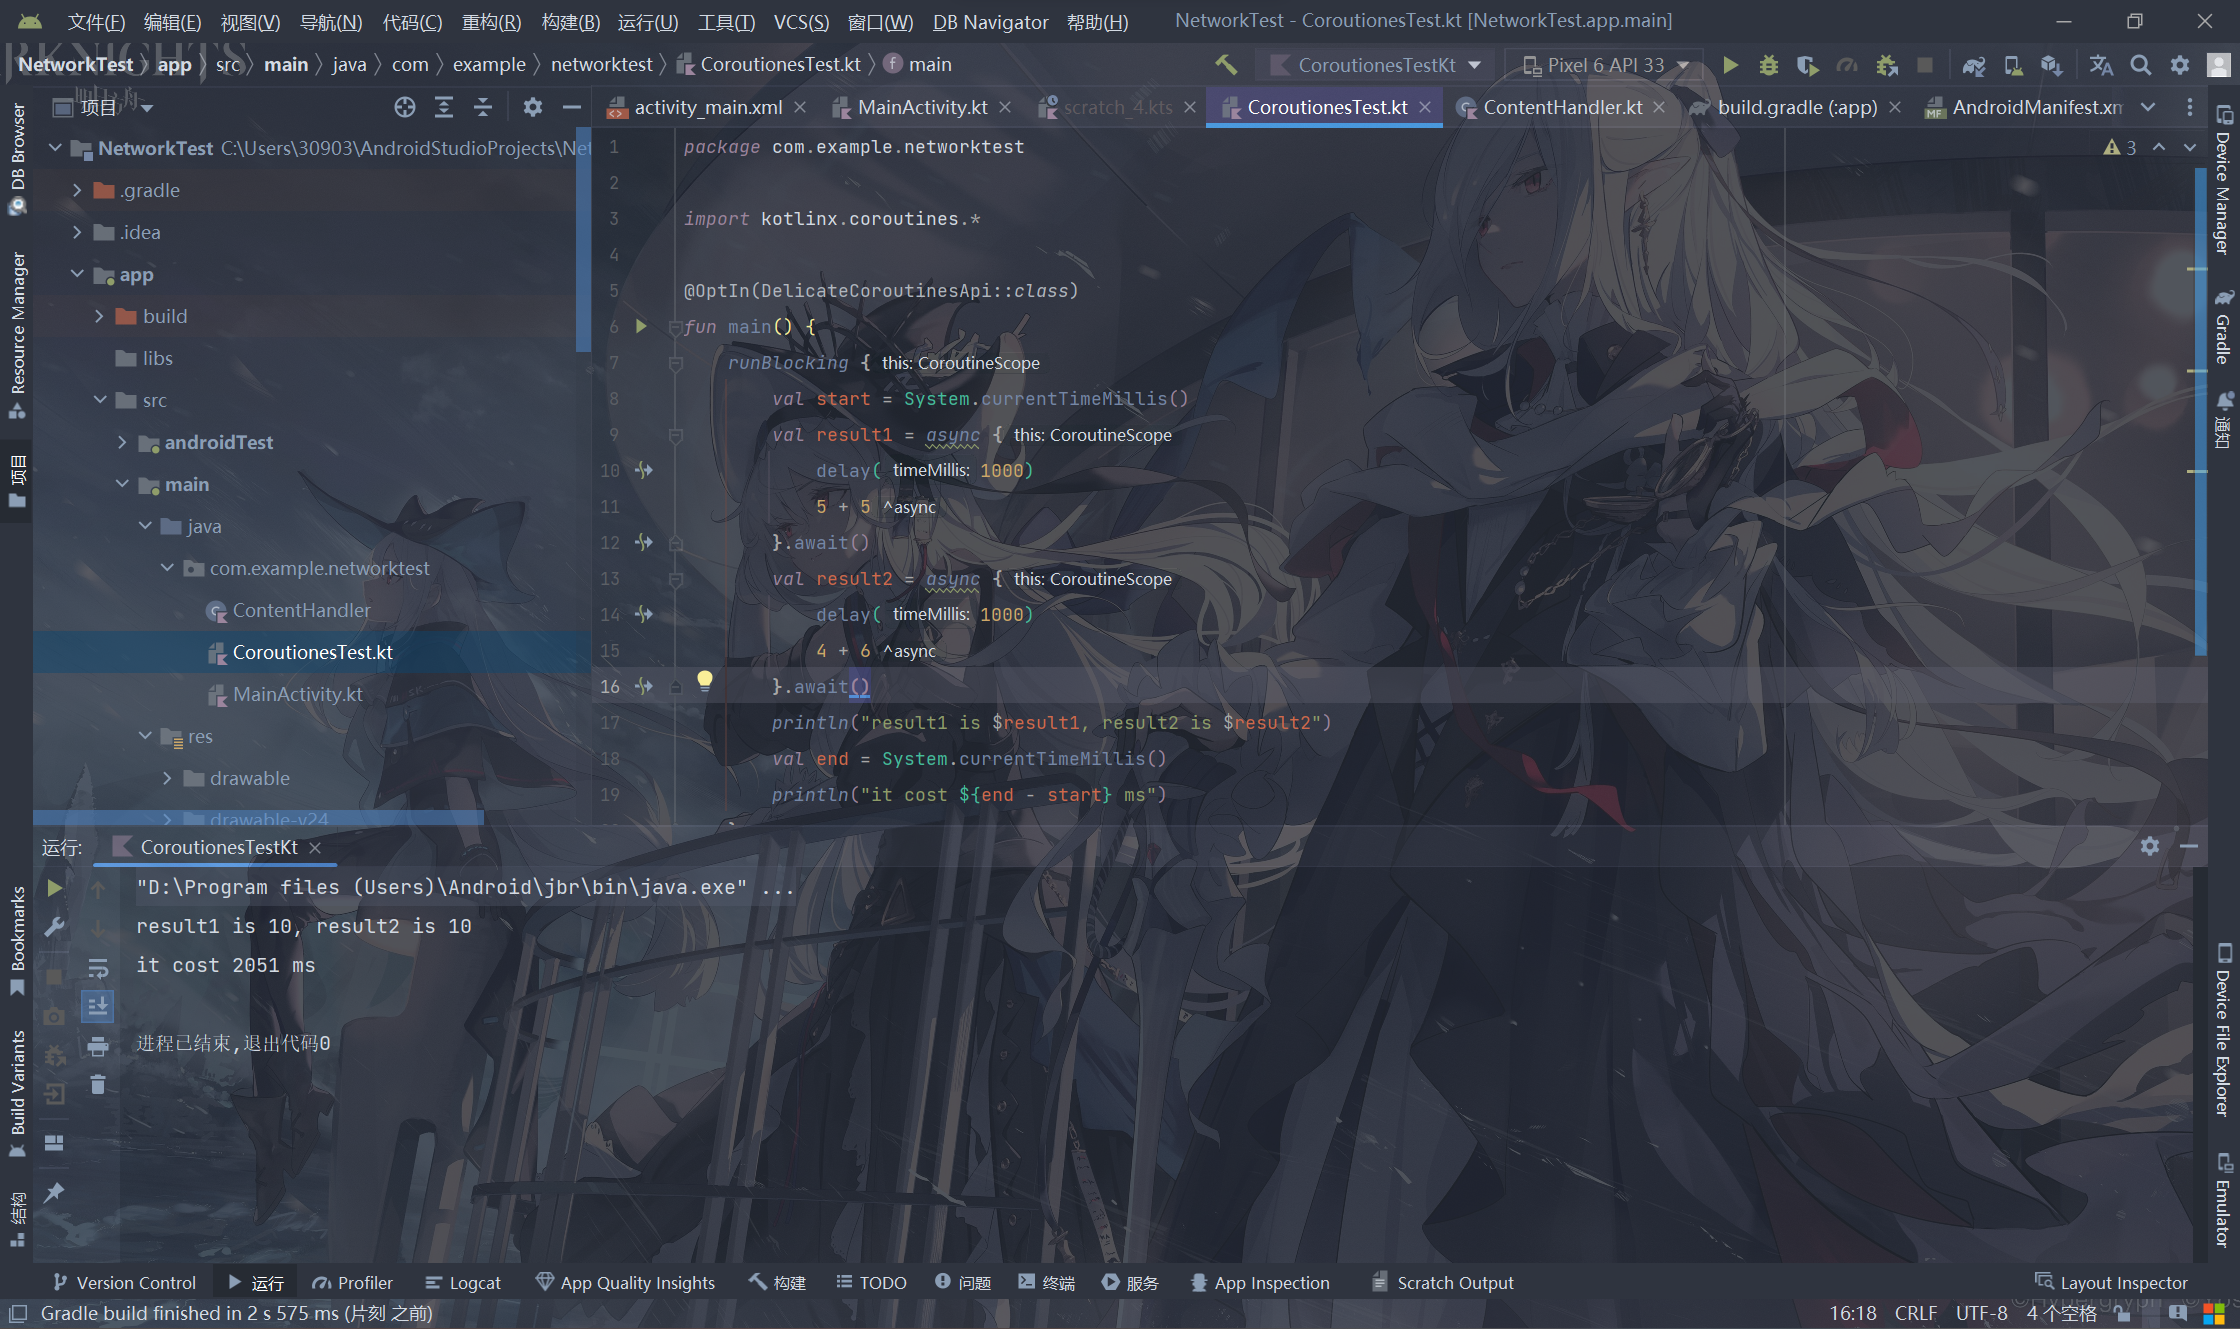 文件(F) 编辑(E) 视图(V) 导航(N) 代码(C) 重构(R) 构建(B) 运行(U) 工具(T) VCS(S) 窗口(W) DB Navigator 帮助(H) NetworkTest - CoroutionesTest.kt [NetworkTest.app.main]
NetworkTest app src main java com example networktest CoroutionesTest.kt main CoroutionesTestKt Pixel 6 API 33
项目
activity_main.xml MainActivity.kt scratch_4.kts CoroutionesTest.kt ContentHandler.kt build.gradle (:app) AndroidManifest.xm
DB Browser
Resource Manager
项目
Bookmarks
Build Variants
结构
NetworkTest C:\Users\30903\AndroidStudioProjects\Net
.gradle
.idea
app
build
libs
src
androidTest
main
java
com.example.networktest
ContentHandler
CoroutionesTest.kt
MainActivity.kt
res
drawable
drawable-v24
1 package com.example.networktest
2
3 import kotlinx.coroutines.*
4
5 @OptIn(DelicateCoroutinesApi::class)
6 fun main() {
7 runBlocking { this: CoroutineScope
8 val start = System.currentTimeMillis()
9 val result1 = async { this: CoroutineScope
10 delay( timeMillis: 1000)
11 5 + 5 ^async
12 }.await()
13 val result2 = async { this: CoroutineScope
14 delay( timeMillis: 1000)
15 4 + 6 ^async
16 }.await()
17 println("result1 is $result1, result2 is $result2")
18 val end = System.currentTimeMillis()
19 println("it cost ${end - start} ms")
3
Device Manager
Gradle
通知
Device File Explorer
Emulator
运行: CoroutionesTestKt
"D:\Program files (Users)\Android\jbr\bin\java.exe" ...
result1 is 10, result2 is 10
it cost 2051 ms
进程已结束,退出代码0
Version Control 运行 Profiler Logcat App Quality Insights 构建 TODO 问题 终端 服务 App Inspection Scratch Output Layout Inspector
Gradle build finished in 2 s 575 ms (片刻 之前) 16:18 CRLF UTF-8 4 个空格